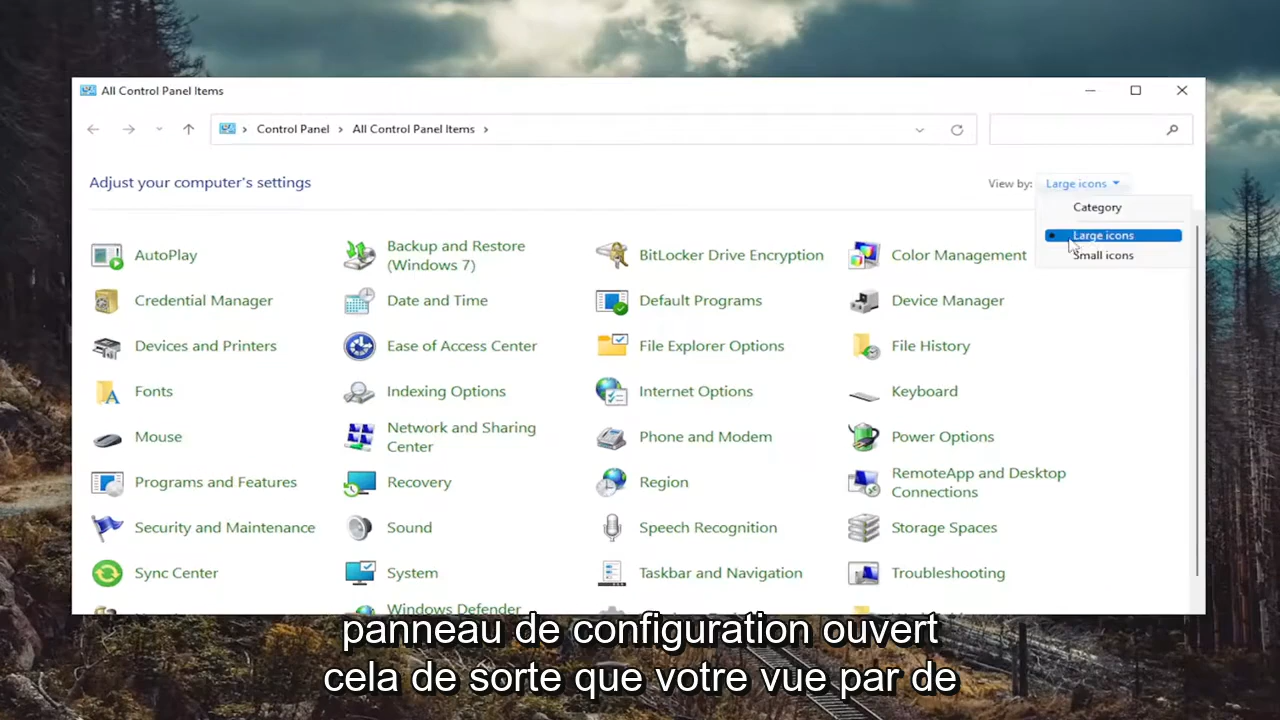 All Control Panel Items
Control Panel > All Control Panel Items >
Adjust your computer's settings
View by: Large icons
Category
Large icons
Small icons
AutoPlay
Backup and Restore
(Windows 7)
BitLocker Drive Encryption
Color Management
Credential Manager
Date and Time
Default Programs
Device Manager
Devices and Printers
Ease of Access Center
File Explorer Options
File History
Fonts
Indexing Options
Internet Options
Keyboard
Mouse
Network and Sharing
Center
Phone and Modem
Power Options
Programs and Features
Recovery
Region
RemoteApp and Desktop
Connections
Security and Maintenance
Sound
Speech Recognition
Storage Spaces
Sync Center
System
Taskbar and Navigation
Troubleshooting
Windows Defender
panneau de configuration ouvert
cela de sorte que votre vue par de